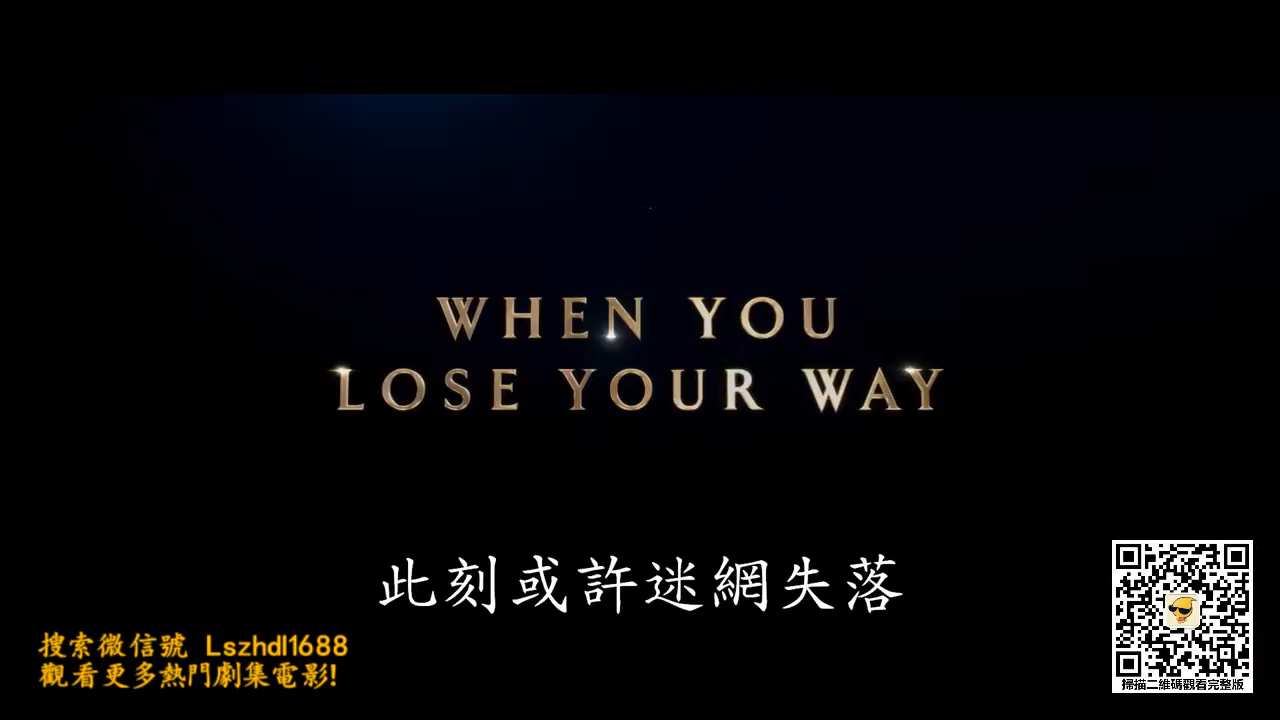 WHEN YOU
LOSE YOUR WAY
此刻或許迷網失落
搜索微信號 Lszhdl1688
觀看更多熱門劇集電影!
掃描二維碼觀看完整版